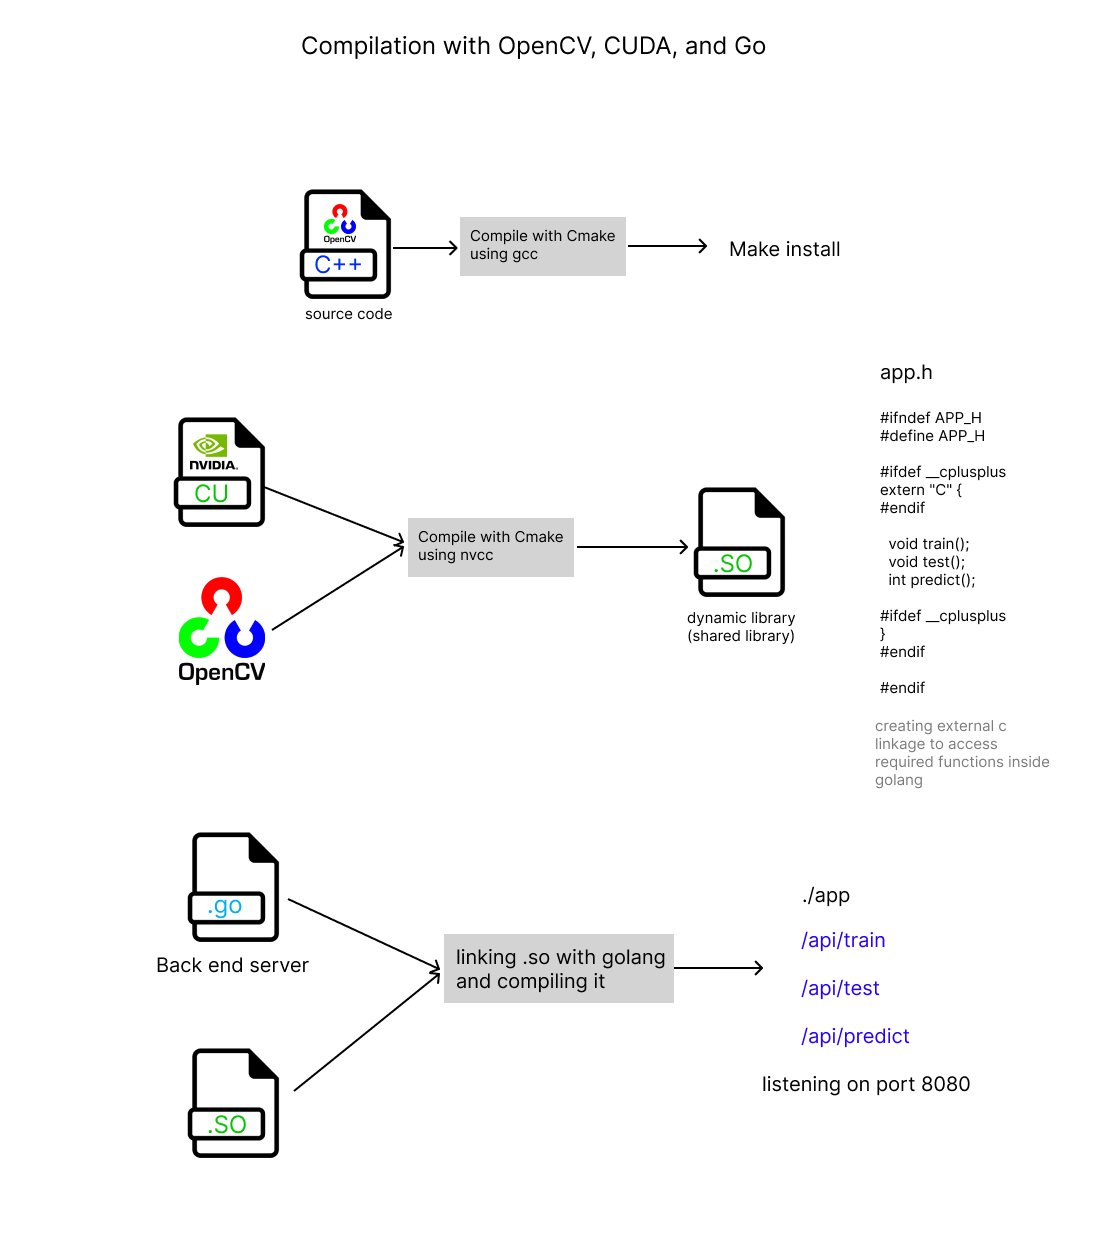 Compilation with OpenCV, CUDA, and Go
OpenCV
C++
source code
Compile with Cmake
using gcc
Make install
NVIDIA.
CU
OpenCV
Compile with Cmake
using nvcc
.SO
dynamic library
(shared library)
app.h
#ifndef APP_H
#define APP_H
#ifdef __cplusplus
extern "C" {
#endif
void train();
void test();
int predict();
#ifdef __cplusplus
}
#endif
#endif
creating external c
linkage to access
required functions inside
golang
.go
Back end server
.SO
linking .so with golang
and compiling it
./app
/api/train
/api/test
/api/predict
listening on port 8080